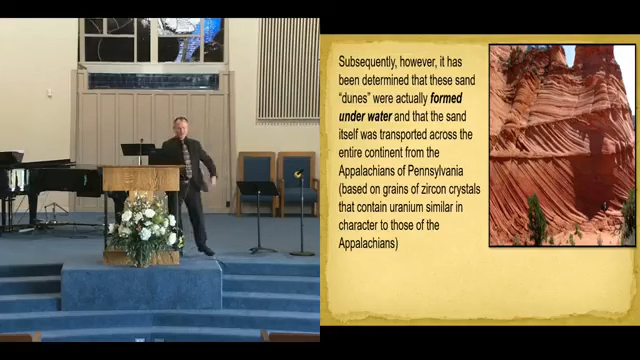 Subsequently, however, it has
been determined that these sand
“dunes” were actually formed
under water and that the sand
itself was transported across the
entire continent from the
Appalachians of Pennsylvania
(based on grains of zircon crystals
that contain uranium similar in
character to those of the
Appalachians)